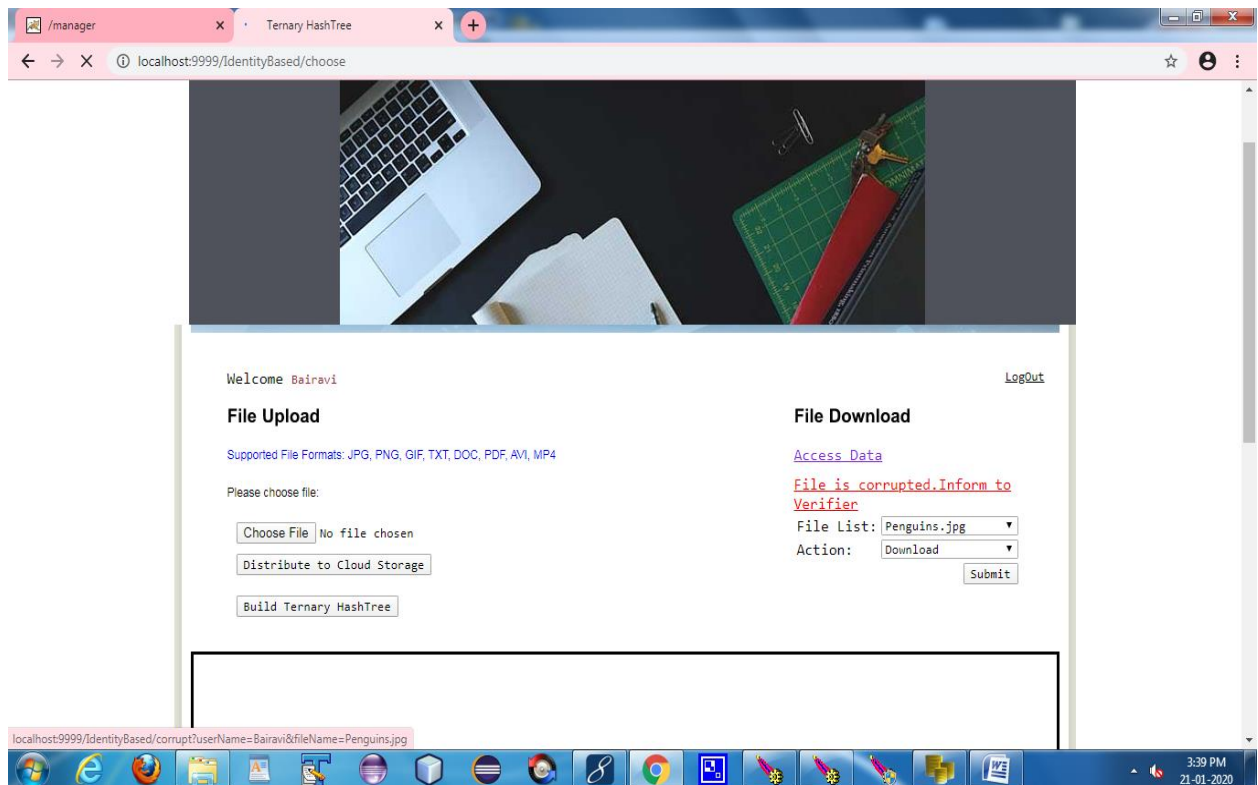 /manager
Ternary HashTree
localhost:9999/IdentityBased/choose
Welcome Bairavi
LogOut
File Upload
Supported File Formats: JPG, PNG, GIF, TXT, DOC, PDF, AVI, MP4
Please choose file:
Choose File No file chosen
Distribute to Cloud Storage
Build Ternary HashTree
File Download
Access Data
File is corrupted.Inform to
Verifier
File List: Penguins.jpg
Action: Download
Submit
localhost:9999/IdentityBased/corrupt?userName=Bairavi&fileName=Penguins.jpg
3:39 PM
21-01-2020